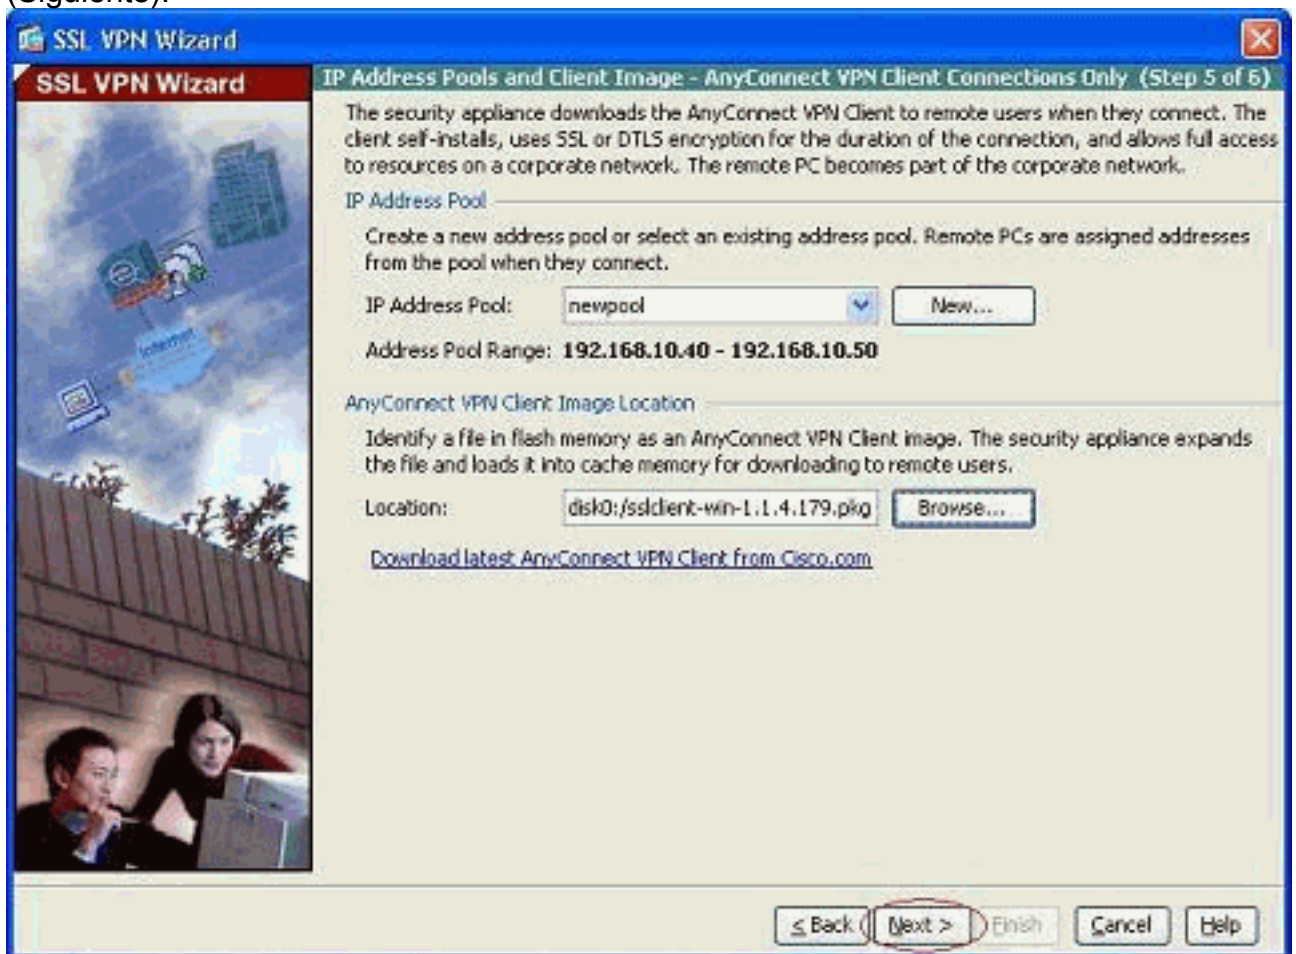 (Siguiente).
SSL VPN Wizard
SSL VPN Wizard
IP Address Pools and Client Image - AnyConnect VPN Client Connections Only (Step 5 of 6)
The security appliance downloads the AnyConnect VPN Client to remote users when they connect. The
client self-installs, uses SSL or DTLS encryption for the duration of the connection, and allows full access
to resources on a corporate network. The remote PC becomes part of the corporate network.
IP Address Pool
Create a new address pool or select an existing address pool. Remote PCs are assigned addresses
from the pool when they connect.
IP Address Pool: newpool New...
Address Pool Range: 192.168.10.40 - 192.168.10.50
Internet
AnyConnect VPN Client Image Location
Identify a file in flash memory as an AnyConnect VPN Client image. The security appliance expands
the file and loads it into cache memory for downloading to remote users.
Location: disk0:/sslclient-win-1.1.4.179.pkg Browse...
Download latest AnyConnect VPN Client from Cisco.com
< Back Next > Finish Cancel Help